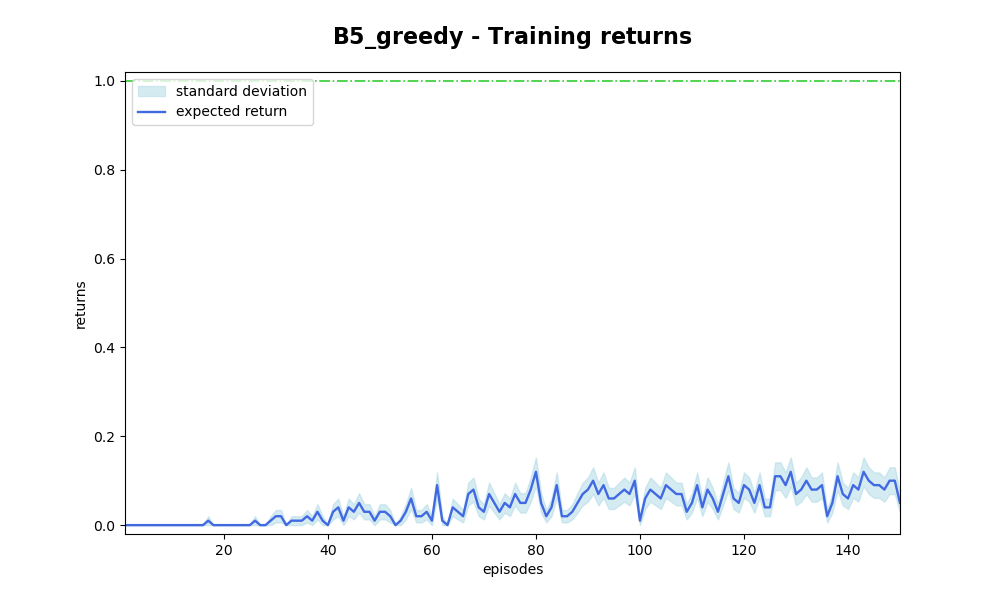 B5_greedy - Training returns
1.0
standard deviation
expected return
0.8
0.6
0.4
0.2
0.0
returns
20 40 60 80 100 120 140
episodes